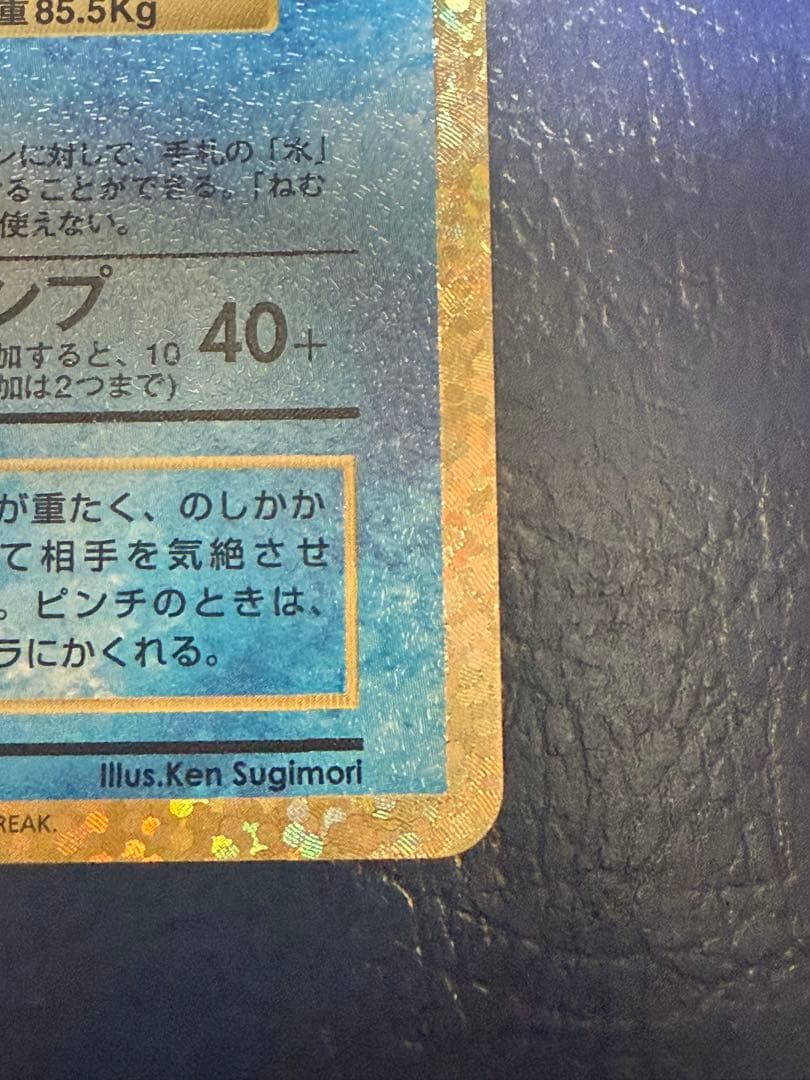 重 85.5Kg
ンに対して、手札の「水」
ることができる。「ねむ
使えない。
ンプ
40+
加すると、10
加は2つまで)
が重たく、のしかか
て相手を気絶させ
。ピンチのときは、
ラにかくれる。
Illus.Ken Sugimori
REAK.